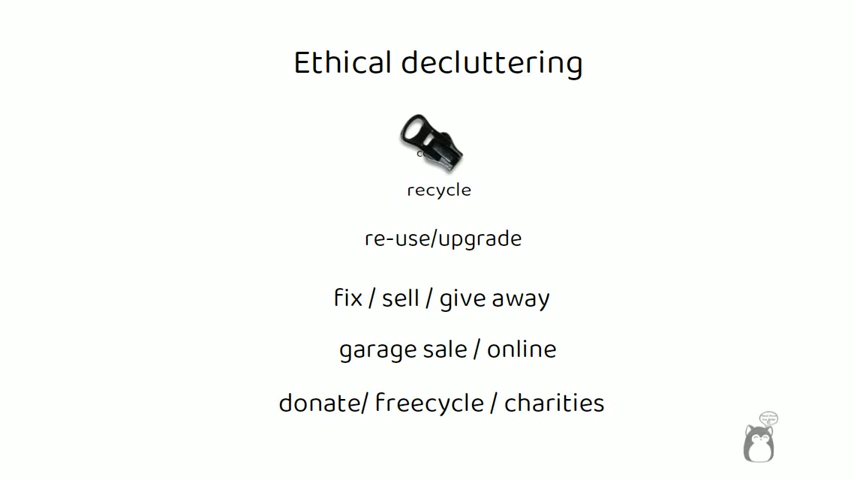 Ethical decluttering
recycle
re-use/upgrade
fix / sell / give away
garage sale / online
donate/ freecycle / charities